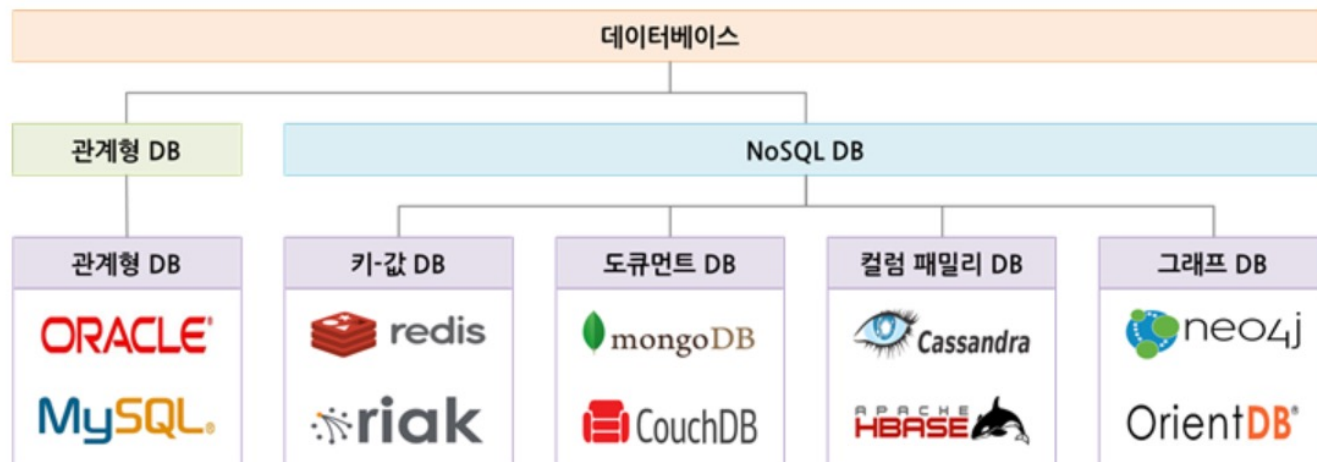 데이터베이스
관계형 DB
NoSQL DB
관계형 DB
키-값 DB
도큐먼트 DB
컬럼 패밀리 DB
그래프 DB
ORACLE®
redis
mongoDB
Cassandra
neo4j
MySQL®
riak
CouchDB
APACHE
HBASE
OrientDB®